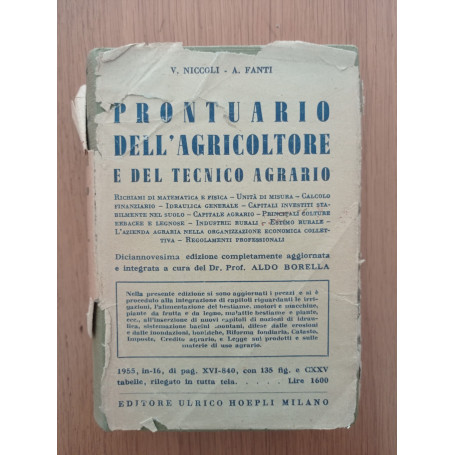 V. NICCOLI - A. FANTI
PRONTUARIO
DELL'AGRICOLTORE
E DEL TECNICO AGRARIO
RICHIAMI DI MATEMATICA E FISICA - UNITÀ DI MISURA - CALCOLO
FINANZIARIO - IDRAULICA GENERALE - CAPITALI INVESTITI STA-
BILMENTE NEL SUOLO - CAPITALE AGRARIO - PRINCIPALI COLTURE
ERBACEE E LEGNOSE - INDUSTRIE RURALI - ESTIMO RURALE -
L'AZIENDA AGRARIA NELLA ORGANIZZAZIONE ECONOMICA COLLET-
TIVA - REGOLAMENTI PROFESSIONALI
Diciannovesima edizione completamente aggiornata
e integrata a cura del Dr. Prof. ALDO BORELLA
Nella presente edizione si sono aggiornati i prezzi e si è
proceduto alla integrazione di capitoli riguardanti le irri-
gazioni, l'alimentazione del bestiame, motori e macchine,
piante da frutta e da legno, malattie bestiame e piante,
ecc., all'inserzione di nuovi capitoli di nozioni di idrau-
lica, sistemazione bacini montani, difese dalle erosioni
e dalle inondazioni, bonifiche, Riforma fondiaria, Catasto,
Imposte, Credito agrario, e Legge sui prodotti e sulle
materie di uso agrario.
1955, in-16, di pag. XVI-840, con 135 fig. e CXXV
tabelle, rilegato in tutta tela. . . . . Lire 1600
EDITORE ULRICO HOEPLI MILANO